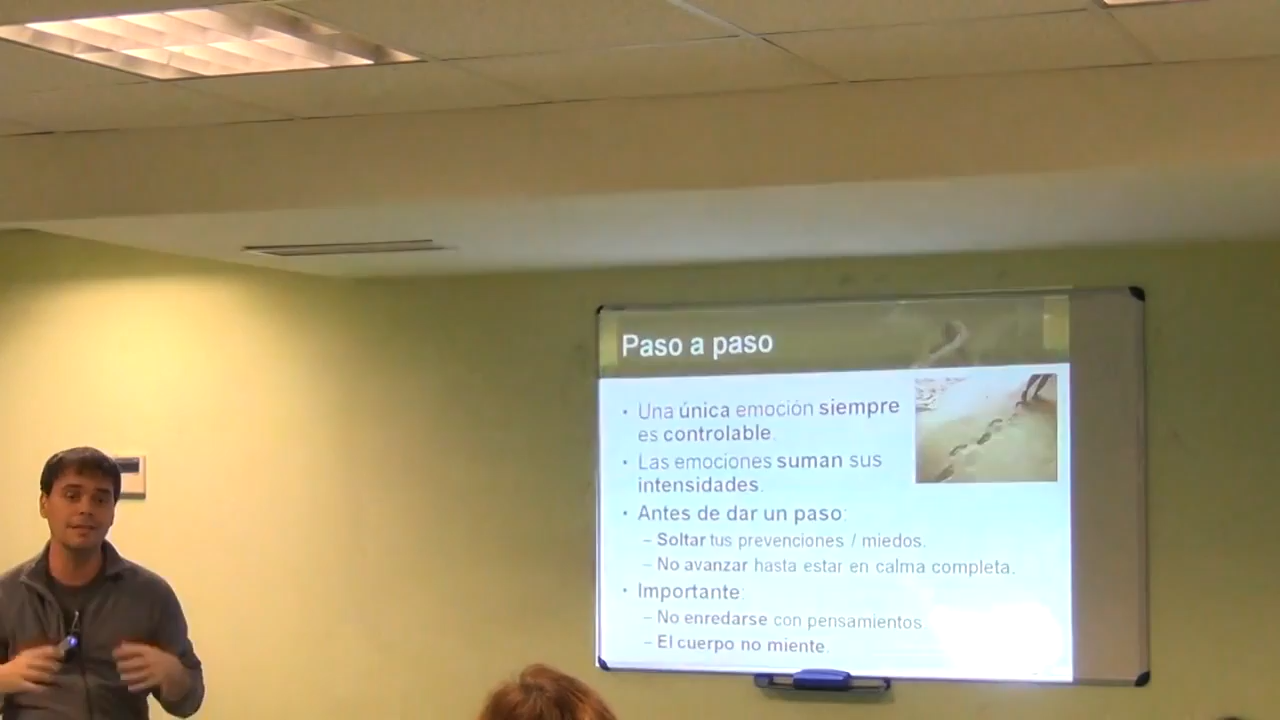 Paso a paso
• Una única emoción siempre
es controlable.
• Las emociones suman sus
intensidades.
• Antes de dar un paso:
– Soltar tus prevenciones / miedos.
– No avanzar hasta estar en calma completa.
• Importante:
– No enredarse con pensamientos
– El cuerpo no miente.